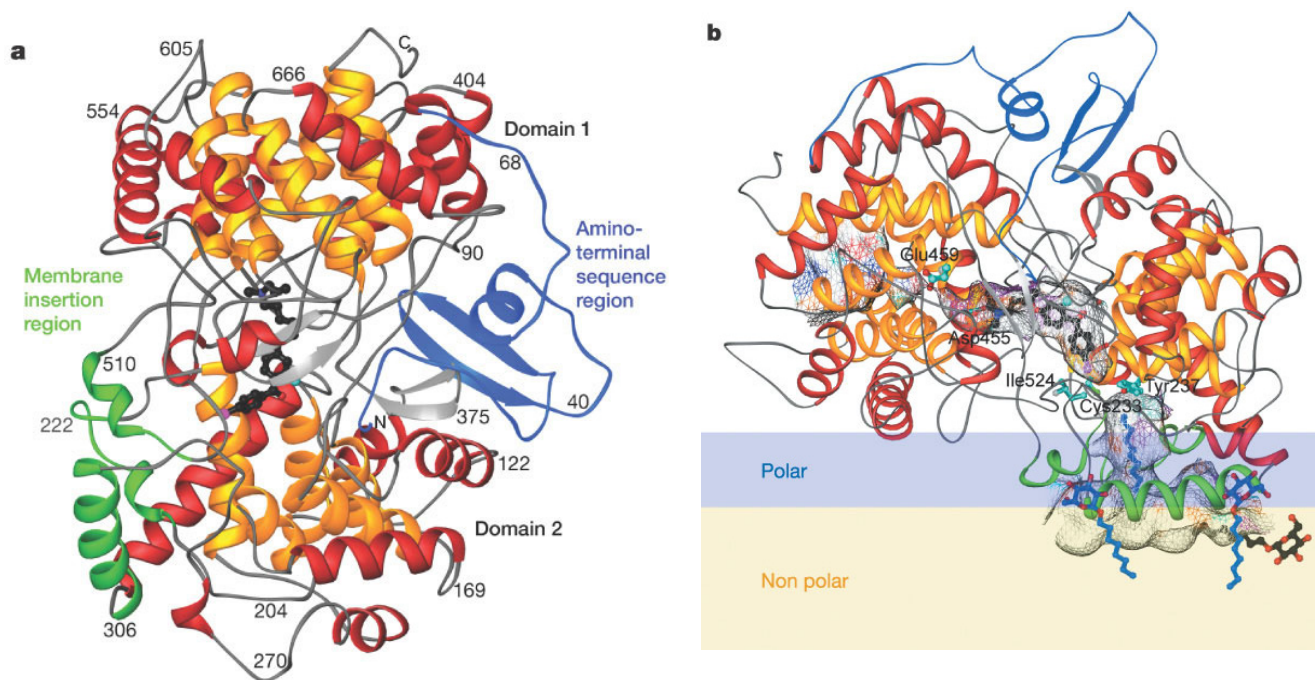 a
605
C
666
404
554
Domain 1
68
90
Amino-
terminal
sequence
region
Membrane
insertion
region
510
222
N
375
40
122
Domain 2
169
204
306
270
b
Glu459
Asp455
Ile524
Tyr237
Cys233
Polar
Non polar